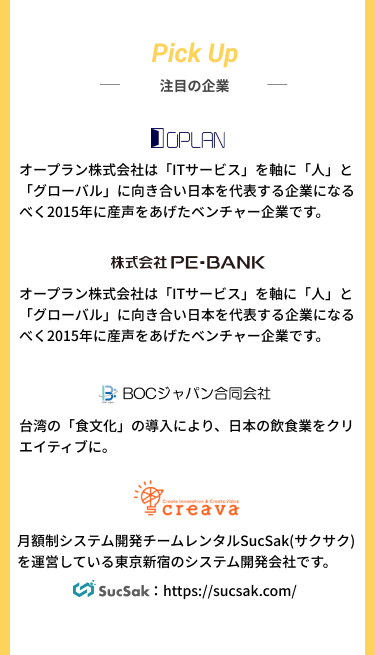 Pick Up
注目の企業
OPLAN
オープラン株式会社は「ITサービス」を軸に「人」と
「グローバル」に向き合い日本を代表する企業になる
べく2015年に産声をあげたベンチャー企業です。
株式会社 PE-BANK
オープラン株式会社は「ITサービス」を軸に「人」と
「グローバル」に向き合い日本を代表する企業になる
べく2015年に産声をあげたベンチャー企業です。
BOCジャパン合同会社
台湾の「食文化」の導入により、日本の飲食業をクリ
エイティブに。
Create Innovation & Create Value
creava
月額制システム開発チームレンタルSucSak(サクサク)
を運営している東京新宿のシステム開発会社です。
SucSak：https://sucsak.com/